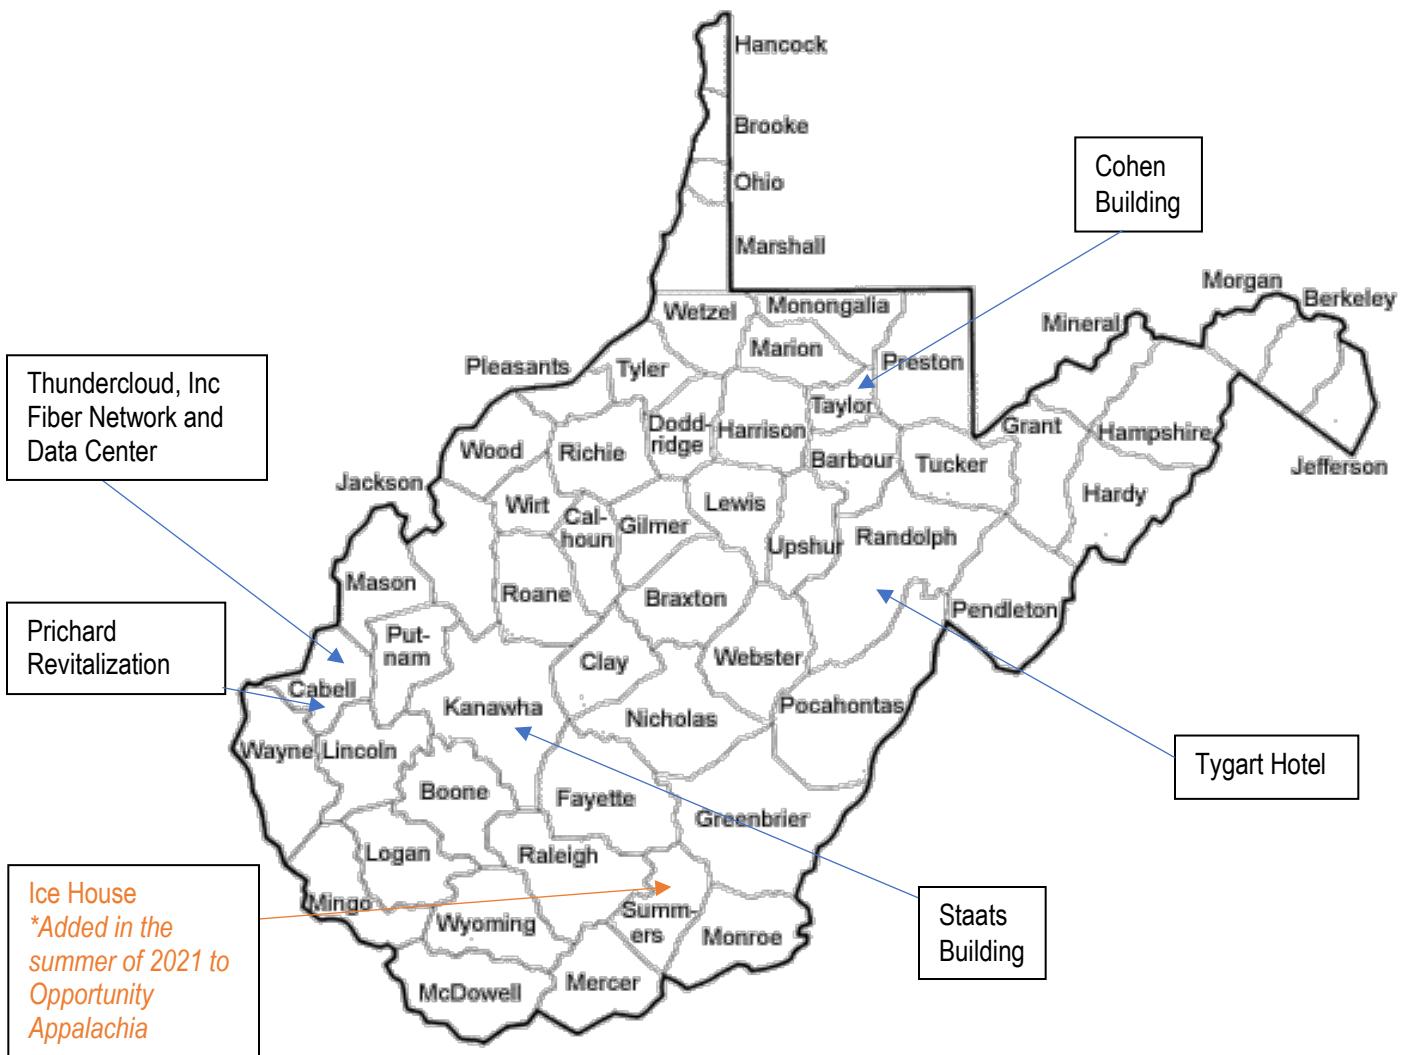 Hancock
Brooke
Ohio
Marshall
Cohen
Building
Wetzel
Monongalia
Morgan
Berkeley
Mineral
Marion
Preston
Pleasants
Tyler
Taylor
Dodd-
ridge
Harrison
Grant
Hampshire
Jefferson
Thundercloud, Inc
Fiber Network and
Data Center
Wood
Richie
Barbour
Tucker
Hardy
Jackson
Wirt
Cal-
houn
Gilmer
Lewis
Upshur
Randolph
Mason
Roane
Braxton
Pendleton
Prichard
Revitalization
Put-
nam
Clay
Webster
Cabell
Kanawha
Nicholas
Pocahontas
Wayne
Lincoln
Tygart Hotel
Boone
Fayette
Greenbrier
Logan
Raleigh
Ice House
*Added in the
summer of 2021 to
Opportunity
Appalachia
Mingo
Wyoming
Summ-
ers
Monroe
Staats
Building
McDowell
Mercer